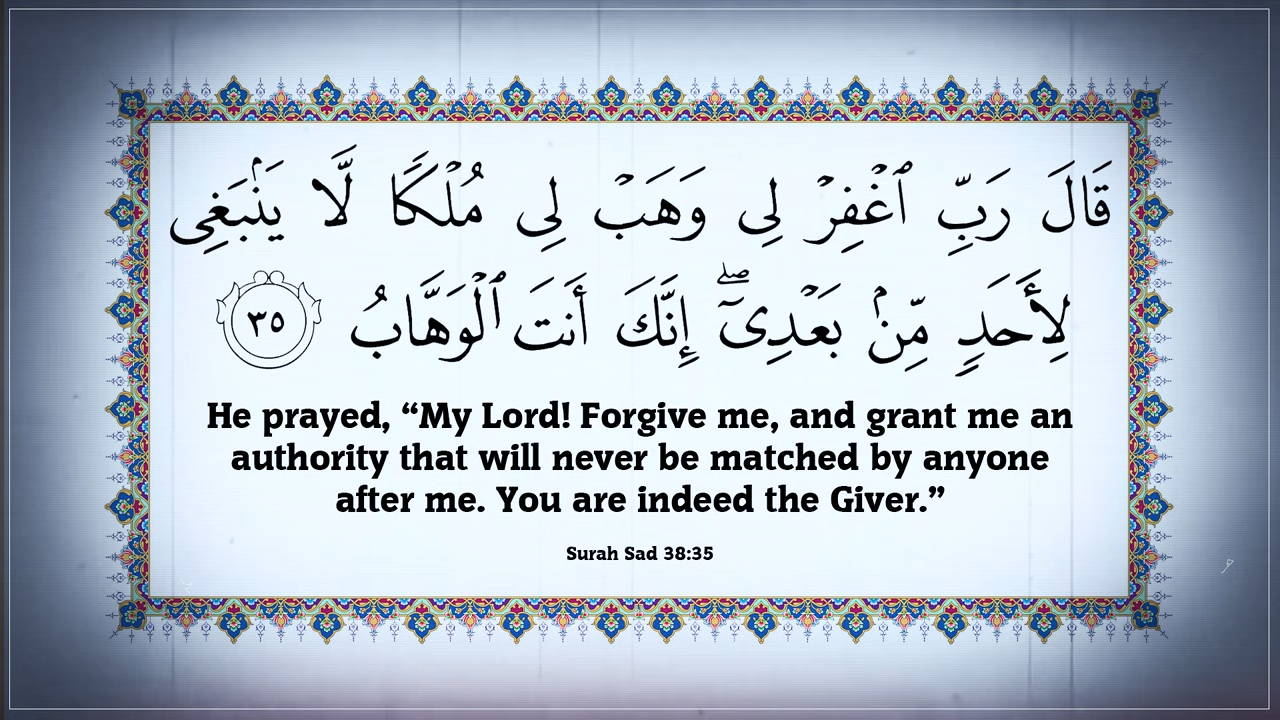 قَالَ رَبِّ ٱغْفِرْ لِى وَهَبْ لِى مُلْكًا لَّا يَنۢبَغِى
لِأَحَدٍ مِّنۢ بَعْدِىٓ ۖ إِنَّكَ أَنتَ ٱلْوَهَّابُ ٣٥
He prayed, “My Lord! Forgive me, and grant me an
authority that will never be matched by anyone
after me. You are indeed the Giver.”
Surah Sad 38:35